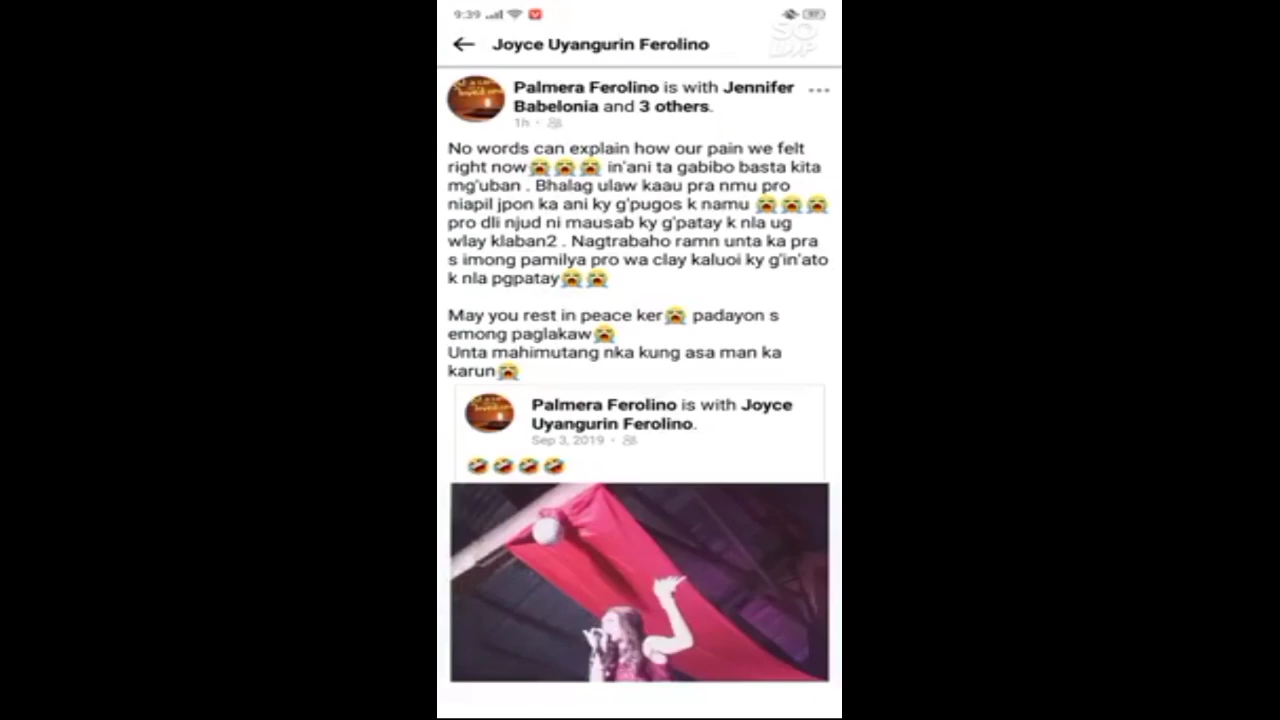 9:39
SO
Joyce Uyangurin Ferolino
Palmera Ferolino is with Jennifer
Babelonia and 3 others.
1h ·
No words can explain how our pain we felt
right now😭😭😭 in'ani ta gabibo basta kita
mg'uban . Bhalag ulaw kaau pra nmu pro
niapil jpon ka ani ky g'pugos k namu 😭😭😭
pro dli njud ni mausab ky g'patay k nla ug
wlay klaban2 . Nagtrabaho ramn unta ka pra
s imong pamilya pro wa clay kaluoi ky g'in'ato
k nla pgpatay😭😭
May you rest in peace ker😭 padayon s
emong paglakaw😭
Unta mahimutang nka kung asa man ka
karun😭
Palmera Ferolino is with Joyce
Uyangurin Ferolino.
Sep 3, 2019 ·
🤣🤣🤣🤣